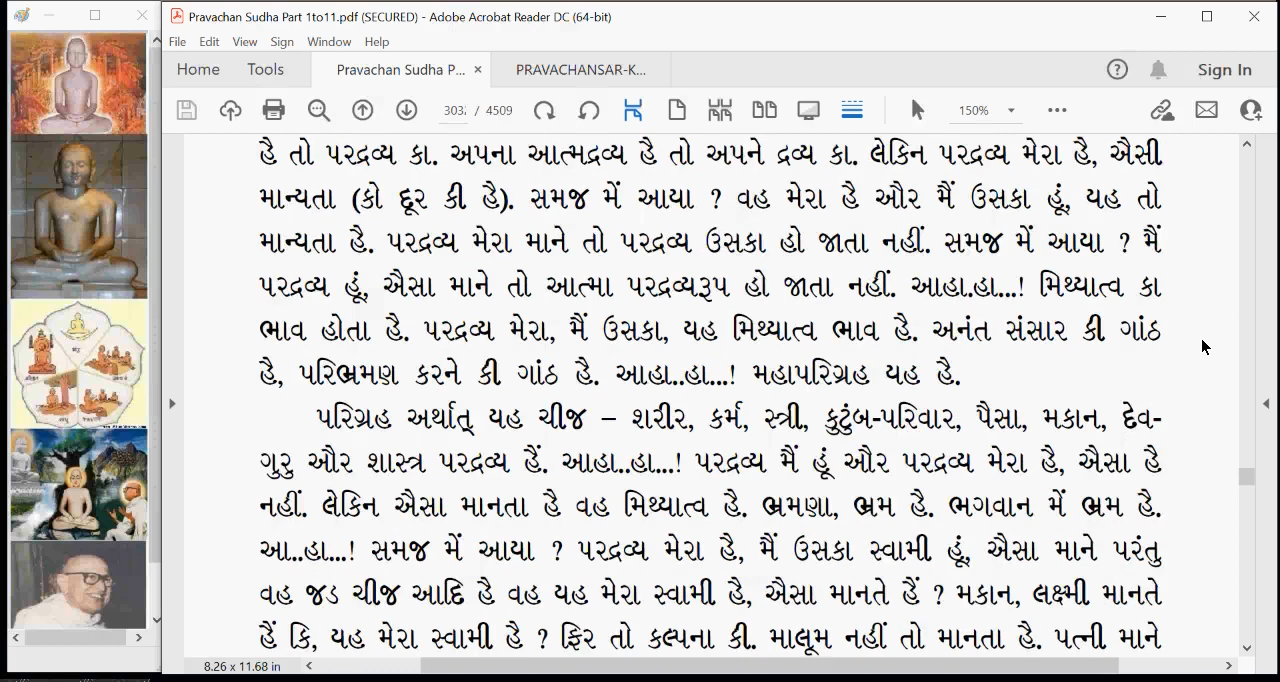 Pravachan Sudha Part 1to11.pdf (SECURED) - Adobe Acrobat Reader DC (64-bit)
File Edit View Sign Window Help
Home Tools Pravachan Sudha P... × PRAVACHANSAR-K... Sign In
303: / 4509 150%
હૈ તો પરદ્રવ્ય કા. અપના આત્મદ્રવ્ય હૈ તો અપને દ્રવ્ય કા. લેકિન પરદ્રવ્ય મેરા હૈ, ઐસી
માન્યતા (કો દૂર કી હૈ). સમજ મેં આયા ? વહ મેરા હૈ ઔર મૈં ઉસકા હૂં, યહ તો
માન્યતા હૈ. પરદ્રવ્ય મેરા માને તો પરદ્રવ્ય ઉસકા હો જાતા નહીં. સમજ મેં આયા ? મૈં
પરદ્રવ્ય હૂં, ઐસા માને તો આત્મા પરદ્રવ્યરૂપ હો જાતા નહીં. આહા.હા...! મિથ્યાત્વ કા
ભાવ હોતા હૈ. પરદ્રવ્ય મેરા, મૈં ઉસકા, યહ મિથ્યાત્વ ભાવ હૈ. અનંત સંસાર કી ગાંઠ
હૈ, પરિભ્રમણ કરને કી ગાંઠ હૈ. આહા..હા...! મહાપરિગ્રહ યહ હૈ.
પરિગ્રહ અર્થાત્ યહ ચીજ – શરીર, કર્મ, સ્ત્રી, કુટુંબ-પરિવાર, પૈસા, મકાન, દેવ-
ગુરુ ઔર શાસ્ત્ર પરદ્રવ્ય હૈં. આહા..હા...! પરદ્રવ્ય મૈં હૂં ઔર પરદ્રવ્ય મેરા હૈ, ઐસા હૈ
નહીં. લેકિન ઐસા માનતા હૈ વહ મિથ્યાત્વ હૈ. ભ્રમણા, ભ્રમ હૈ. ભગવાન મેં ભ્રમ હૈ.
આ..હા...! સમજ મેં આયા ? પરદ્રવ્ય મેરા હૈ, મૈં ઉસકા સ્વામી હૂં, ઐસા માને પરંતુ
વહ જડ ચીજ આદિ હૈ વહ યહ મેરા સ્વામી હૈ, ઐસા માનતે હૈં ? મકાન, લક્ષ્મી માનતે
હૈં કિ, યહ મેરા સ્વામી હૈ ? ફિર તો કલ્પના કી. માલૂમ નહીં તો માનતા હૈ. પત્ની માને
8.26 x 11.68 in